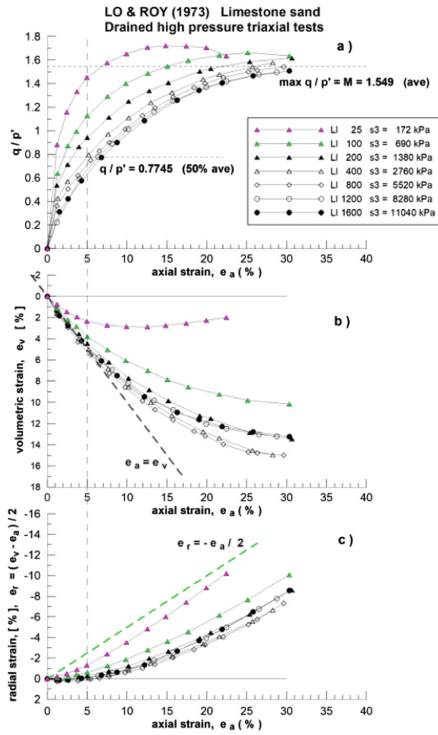 LO & ROY (1973) Limestone sand
Drained high pressure triaxial tests
a )
1.8
1.6
1.4
1.2
1
0.8
0.6
0.4
0.2
0
q / p'
max q / p' = M = 1.549 (ave)
q / p' = 0.7745 (50% ave)
LI 25 s3 = 172 kPa
LI 100 s3 = 690 kPa
LI 200 s3 = 1380 kPa
LI 400 s3 = 2760 kPa
LI 800 s3 = 5520 kPa
LI 1200 s3 = 8280 kPa
LI 1600 s3 = 11040 kPa
0 5 10 15 20 25 30 35 40
axial strain, e a ( % )
b )
2
0
2
4
6
8
10
12
14
16
18
volumetric strain, e v [ % ]
e a = e v
0 5 10 15 20 25 30 35 40
axial strain, e a ( % )
c )
-16
-14
-12
-10
-8
-6
-4
-2
0
2
radial strain, [ % ], e r = ( e v - e a ) / 2
e r = - e a / 2
0 5 10 15 20 25 30 35 40
axial strain, e a ( % )